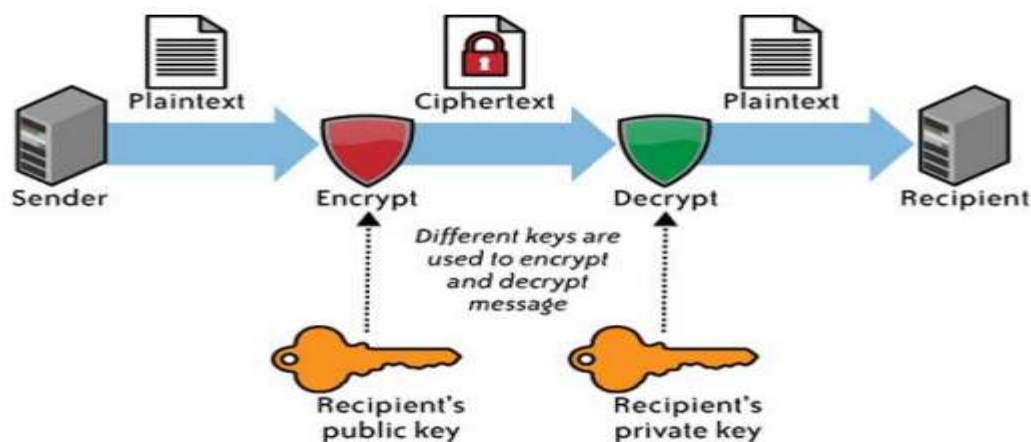 Plaintext
Ciphertext
Plaintext
Sender
Encrypt
Decrypt
Recipient
Different keys are
used to encrypt
and decrypt
message
Recipient's
public key
Recipient's
private key